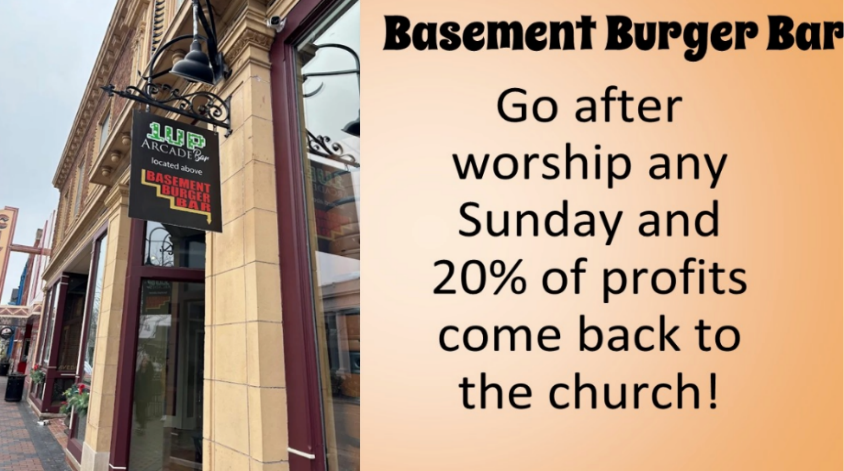 1UP
ARCADE Bar
located above
BASEMENT
BURGER
BAR
Basement Burger Bar
Go after
worship any
Sunday and
20% of profits
come back to
the church!